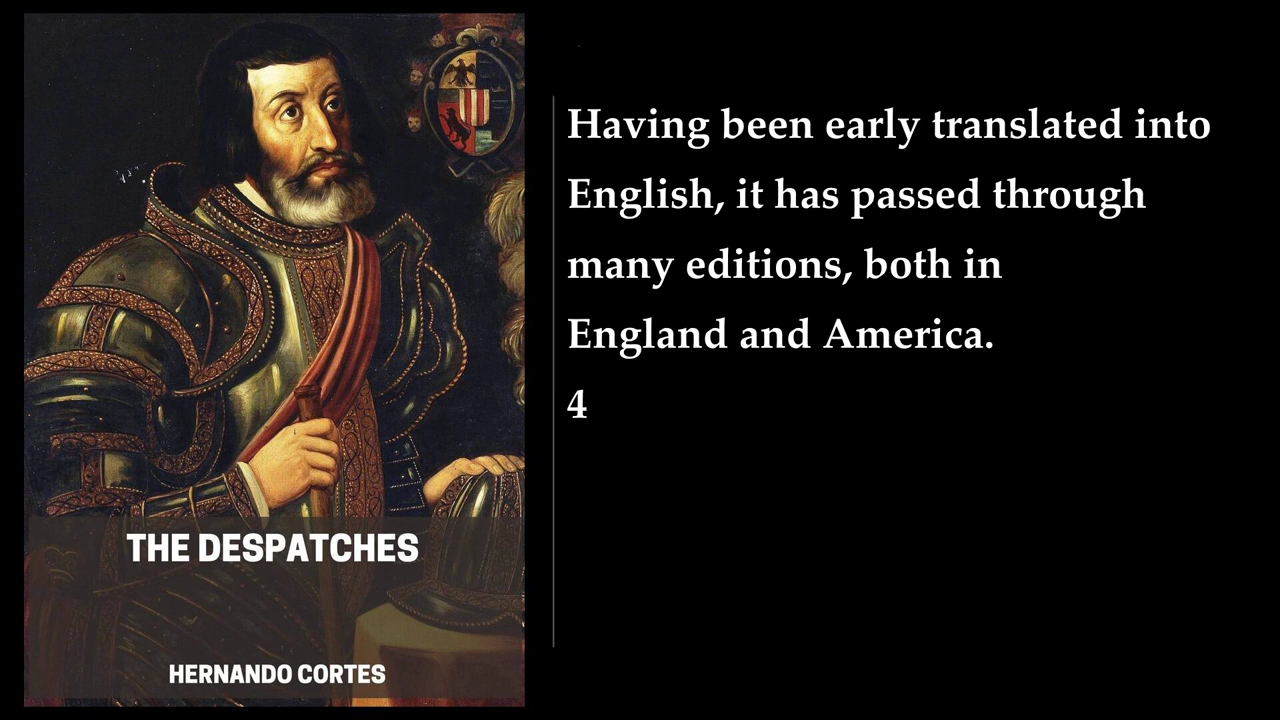 THE DESPATCHES
HERNANDO CORTES
Having been early translated into
English, it has passed through
many editions, both in
England and America.
4